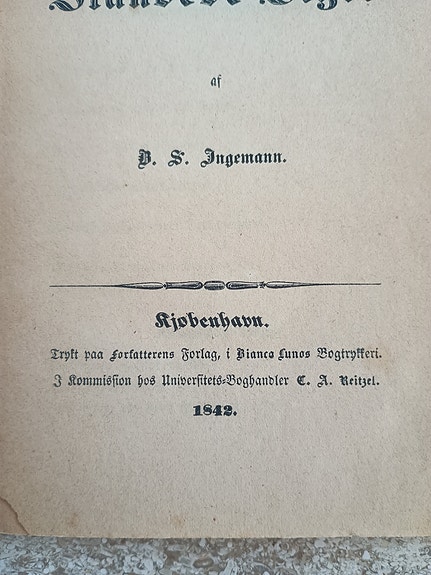 af
B. S. Ingemann.
Kjøbenhavn.
Trykt paa Forfatterens Forlag, i Bianco Lunos Bogtrykkeri.
I Kommission hos Universitets-Boghandler C. A. Reitzel.
1842.